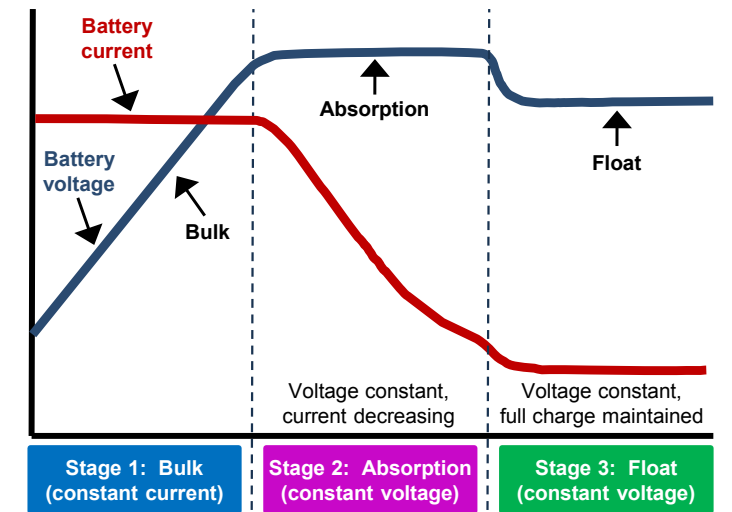 Battery
current
Absorption
Battery
voltage
Float
Bulk
Voltage constant,
current decreasing
Voltage constant,
full charge maintained
Stage 1: Bulk
(constant current)
Stage 2: Absorption
(constant voltage)
Stage 3: Float
(constant voltage)